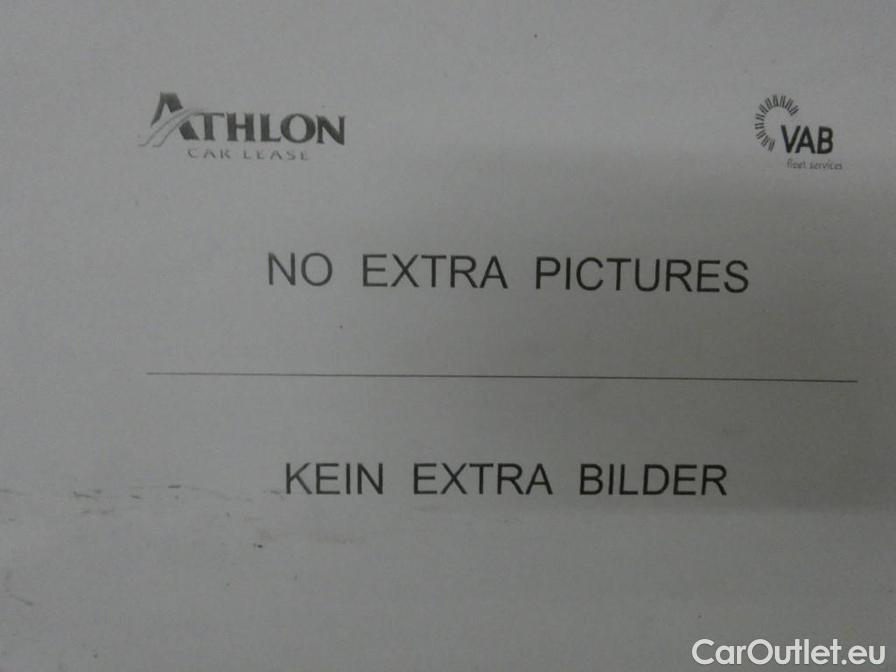 ATHLON
CAR LEASE
VAB
fleet services
NO EXTRA PICTURES
KEIN EXTRA BILDER
CarOutlet.eu